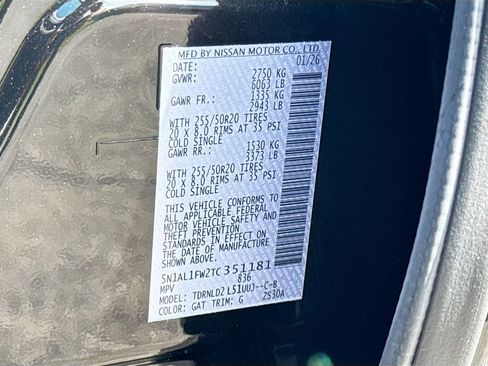 MFD BY NISSAN MOTOR CO., LTD.
DATE: 01/26
GVWR: 2750 KG
6063 LB
GAWR FR.: 1335 KG
2943 LB
WITH 255/50R20 TIRES
20 X 8.0 RIMS AT 35 PSI
COLD SINGLE
GAWR RR.: 1530 KG
3373 LB
WITH 255/50R20 TIRES
20 X 8.0 RIMS AT 35 PSI
COLD SINGLE
THIS VEHICLE CONFORMS TO
ALL APPLICABLE FEDERAL
MOTOR VEHICLE SAFETY AND
THEFT PREVENTION
STANDARDS IN EFFECT ON
THE DATE OF MANUFACTURE
SHOWN ABOVE.
5N1AL1FW2TC351181
MPV 836
MODEL: TDRNLD2 L51UUJ--C-B
COLOR: GAT TRIM: G ZS30A